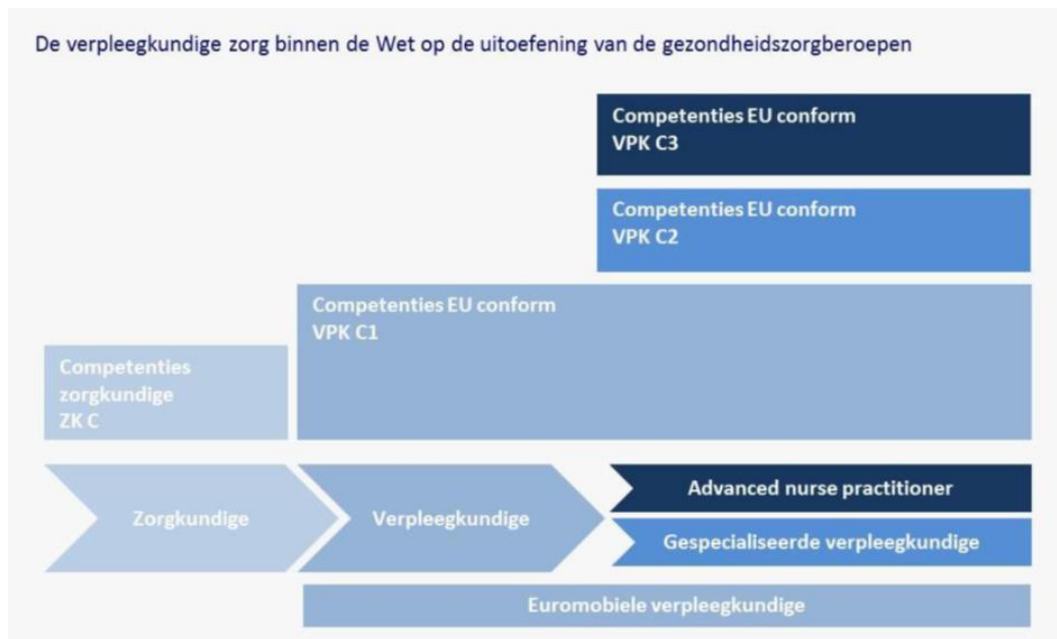 De verpleegkundige zorg binnen de Wet op de uitoefening van de gezondheidszorgberoepen
Competenties EU conform
VPK C3
Competenties EU conform
VPK C2
Competenties EU conform
VPK C1
Competenties
zorgkundige
ZK C
Zorgkundige
Verpleegkundige
Advanced nurse practitioner
Gespecialiseerde verpleegkundige
Euromobiele verpleegkundige